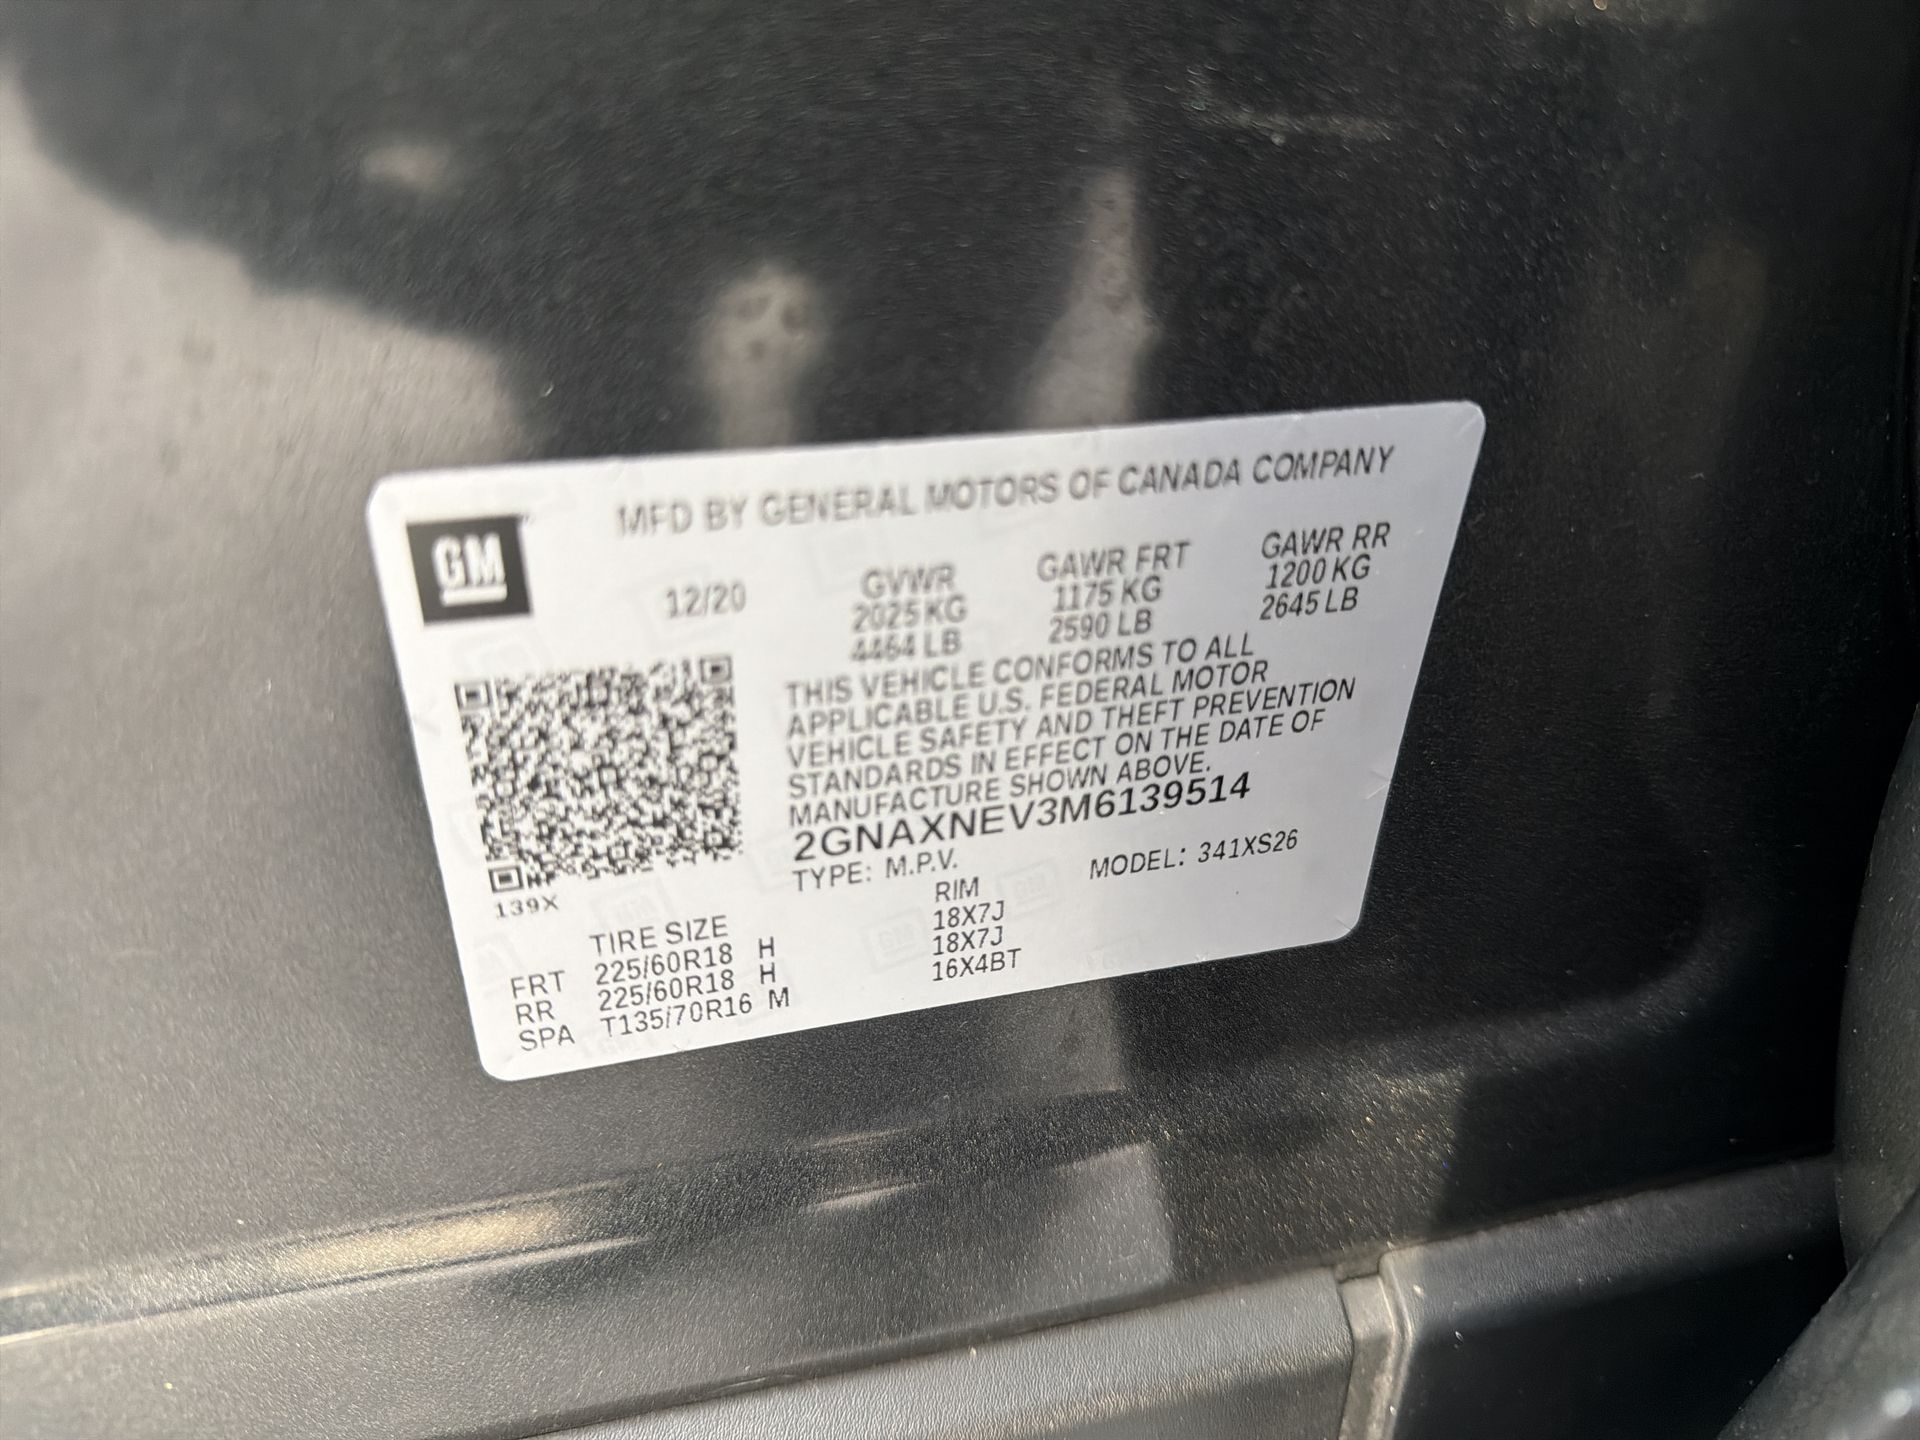 MFD BY GENERAL MOTORS OF CANADA COMPANY
GM
12/20
GVWR
2025 KG
4464 LB
GAWR FRT
1175 KG
2590 LB
GAWR RR
1200 KG
2645 LB
THIS VEHICLE CONFORMS TO ALL
APPLICABLE U.S. FEDERAL MOTOR
VEHICLE SAFETY AND THEFT PREVENTION
STANDARDS IN EFFECT ON THE DATE OF
MANUFACTURE SHOWN ABOVE.
2GNAXNEV3M6139514
TYPE: M.P.V. MODEL: 341XS26
139X
TIRE SIZE RIM
FRT 225/60R18 H 18X7J
RR 225/60R18 H 18X7J
SPA T135/70R16 M 16X4BT